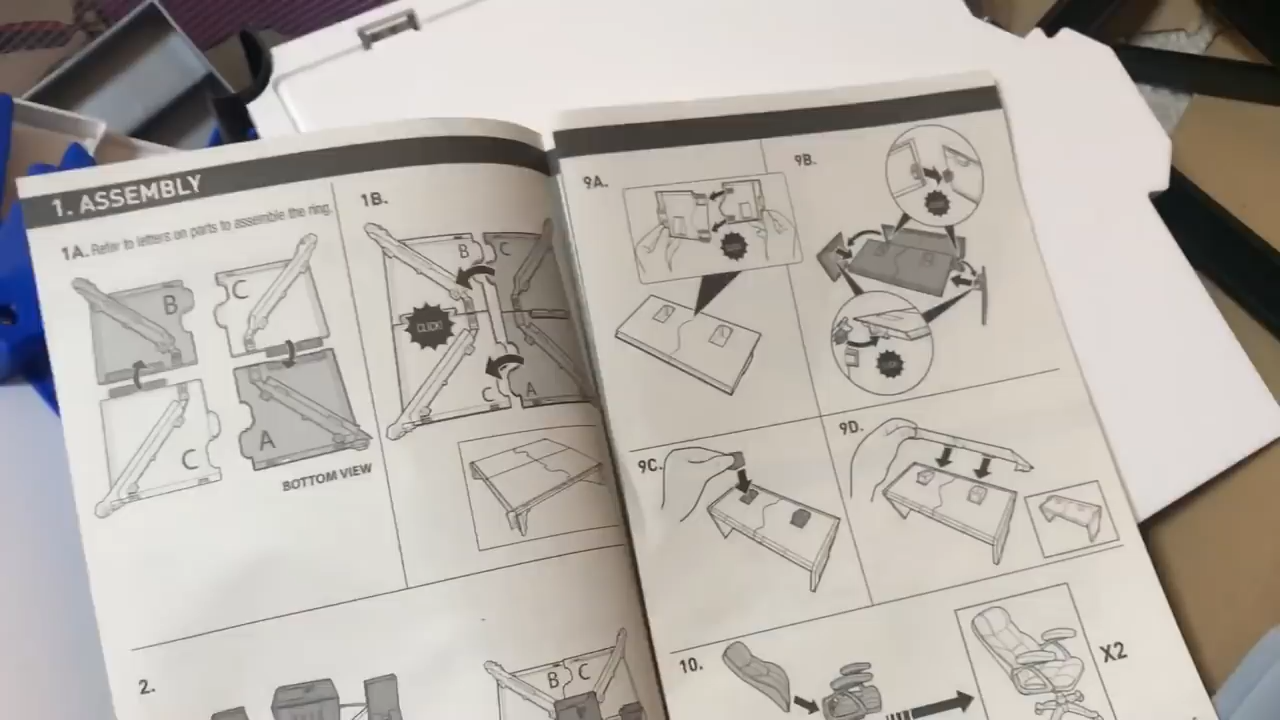 1. ASSEMBLY
1A. Refer to letters on parts to assemble the ring.
B
C
C
A
BOTTOM VIEW
1B.
B
C
CLICK!
C
A
2.
B
C
9A.
9B.
9C.
9D.
10.
X2